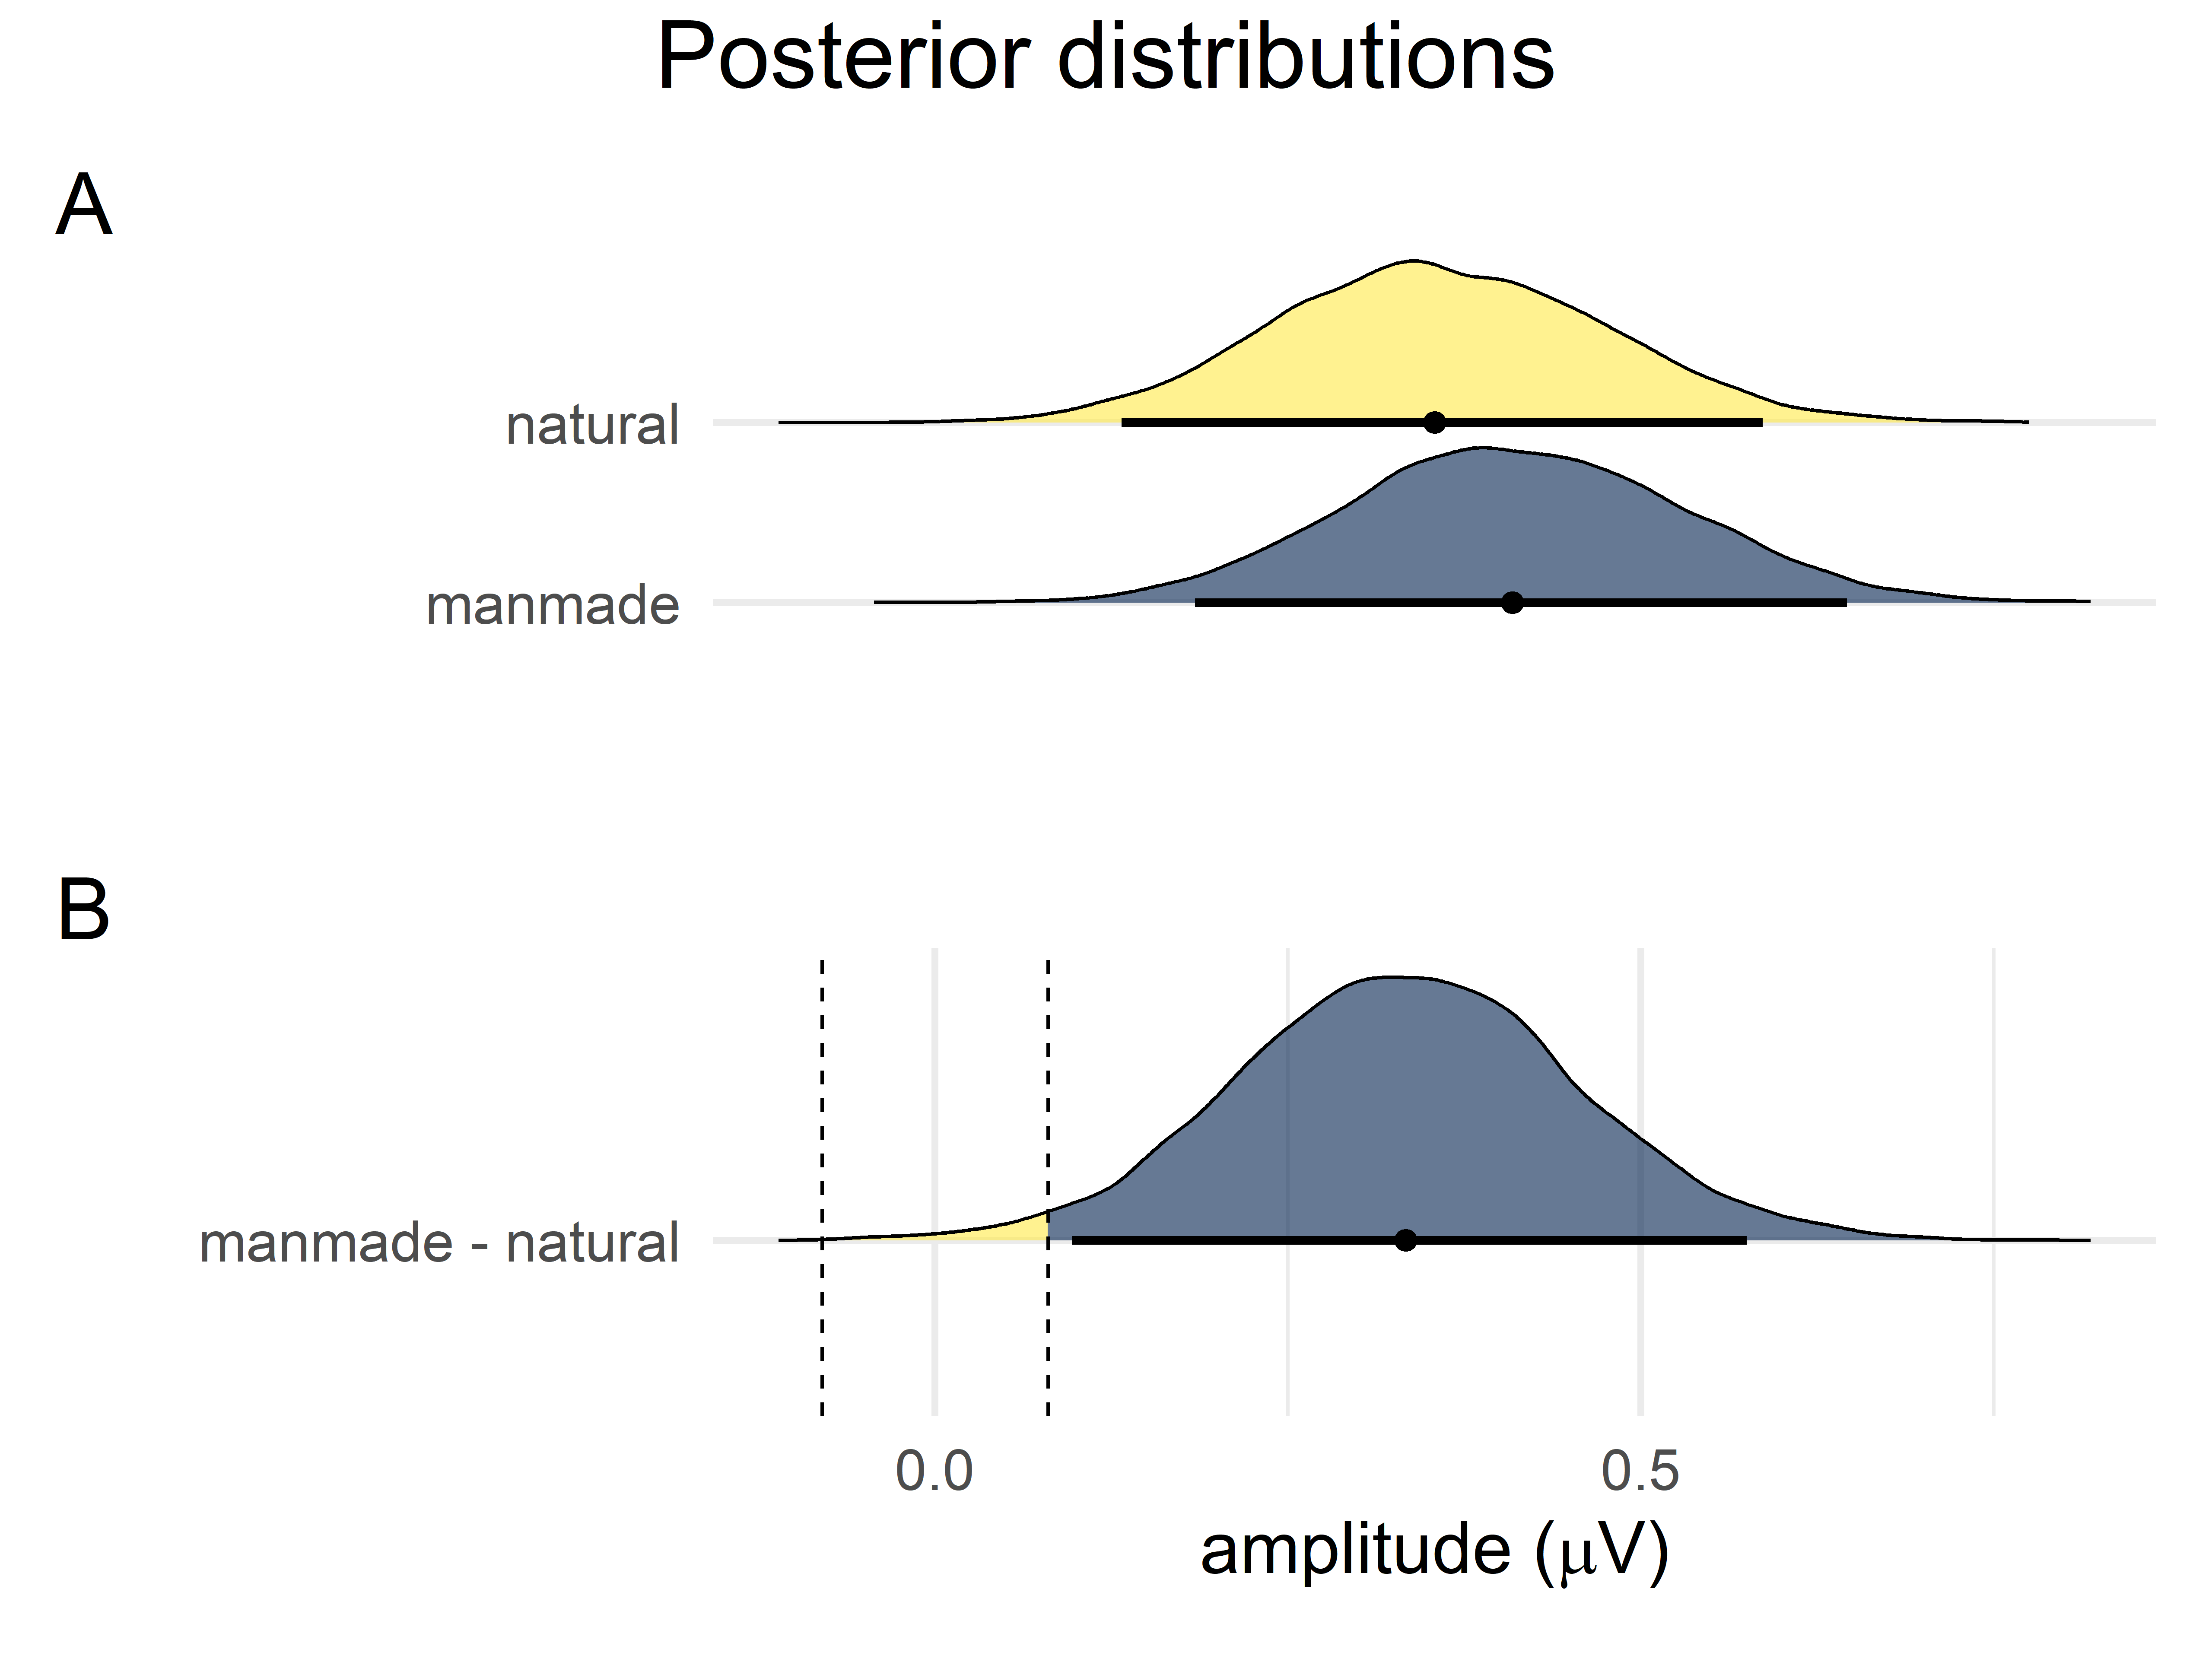 Posterior distributions
A
natural
manmade
B
manmade - natural
0.0 0.5
amplitude (μV)